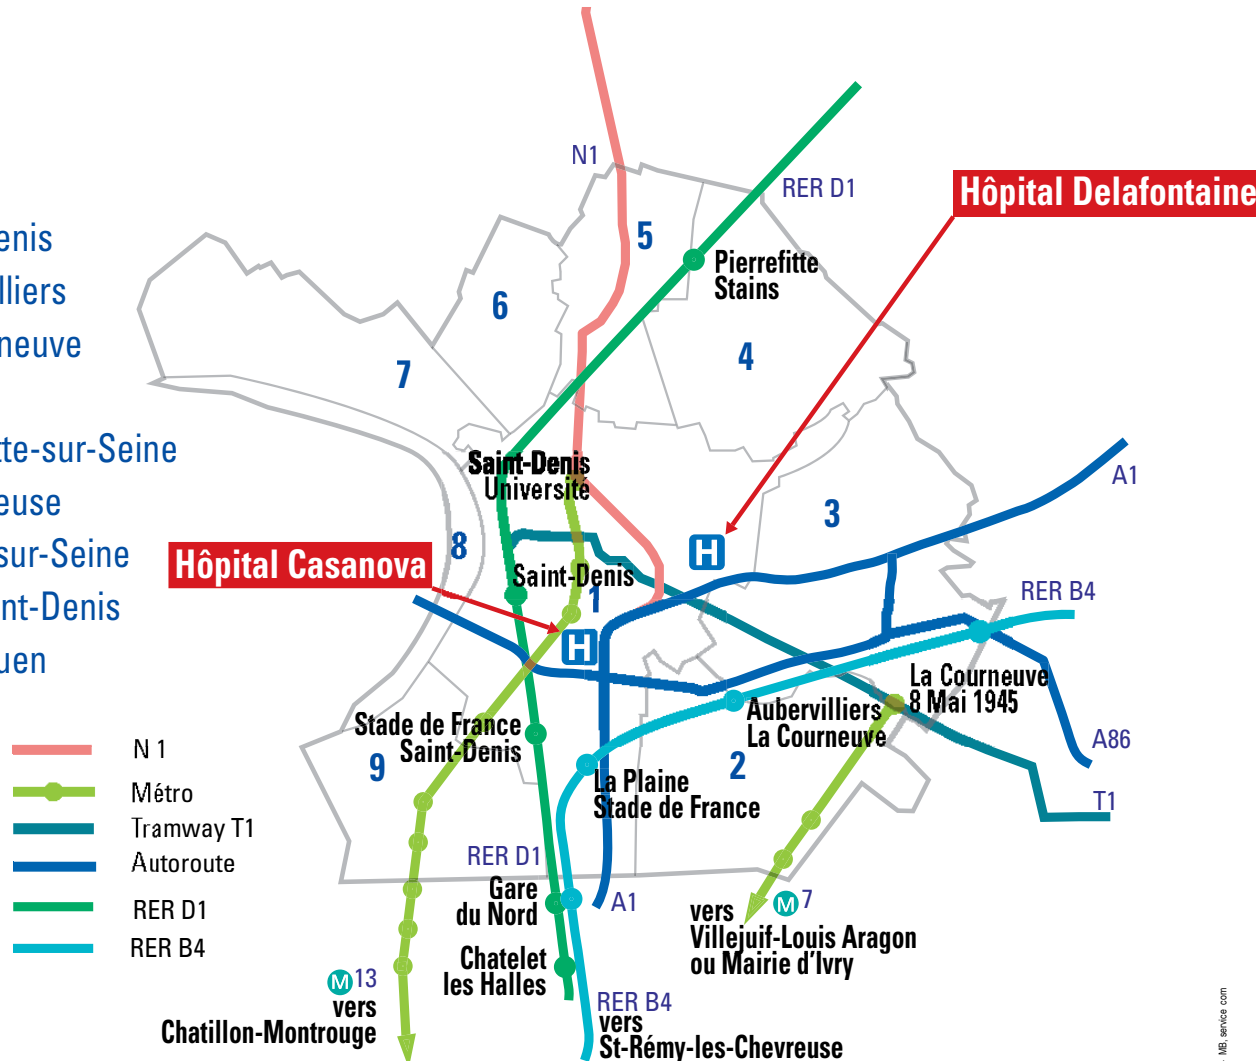 N1
RER D1
Hôpital Delafontaine
enis
lliers
neuve
tte-sur-Seine
euse
sur-Seine
nt-Denis
uen
5
Pierrefitte
Stains
6
4
7
Saint-Denis
Université
A1
3
8
Hôpital Casanova
H
Saint-Denis
1
H
RER B4
La Courneuve
8 Mai 1945
Aubervilliers
La Courneuve
Stade de France
Saint-Denis
A86
9
2
La Plaine
Stade de France
T1
N 1
Métro
Tramway T1
Autoroute
RER D1
RER B4
RER D1
Gare
du Nord
A1
M 7
vers
Villejuif-Louis Aragon
ou Mairie d'Ivry
Chatelet
les Halles
M 13
vers
Chatillon-Montrouge
RER B4
vers
St-Rémy-les-Chevreuse
MB, service com